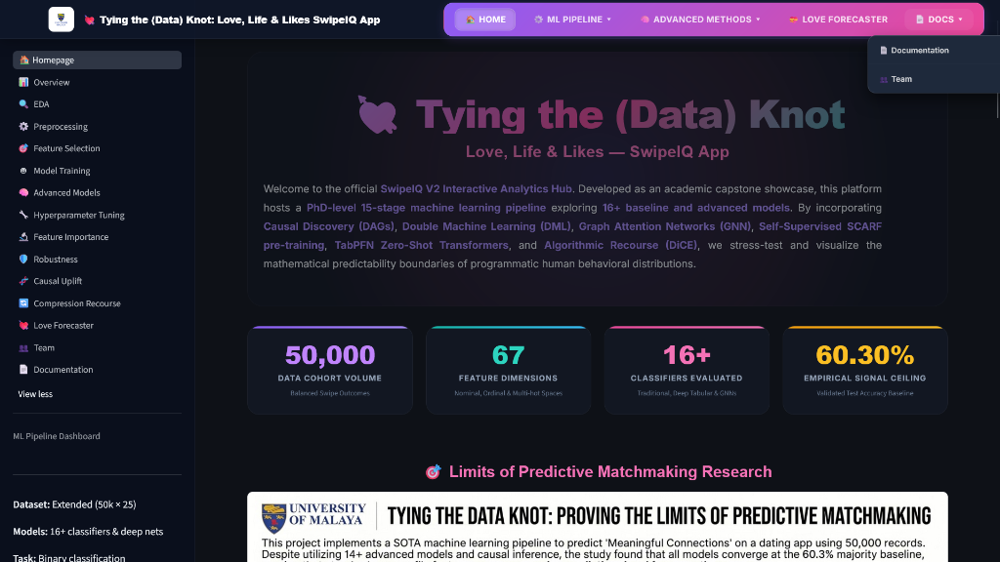 Tying the (Data) Knot: Love, Life & Likes SwipeIQ App
HOME
ML PIPELINE
ADVANCED METHODS
LOVE FORECASTER
DOCS
Documentation
Team
Homepage
Overview
EDA
Preprocessing
Feature Selection
Model Training
Advanced Models
Hyperparameter Tuning
Feature Importance
Robustness
Causal Uplift
Compression Recourse
Love Forecaster
Team
Documentation
View less
ML Pipeline Dashboard
Dataset: Extended (50k × 25)
Models: 16+ classifiers & deep nets
Task: Binary classification
Tying the (Data) Knot
Love, Life & Likes — SwipeIQ App
Welcome to the official SwipeIQ V2 Interactive Analytics Hub. Developed as an academic capstone showcase, this platform
hosts a PhD-level 15-stage machine learning pipeline exploring 16+ baseline and advanced models. By incorporating
Causal Discovery (DAGs), Double Machine Learning (DML), Graph Attention Networks (GNN), Self-Supervised SCARF
pre-training, TabPFN Zero-Shot Transformers, and Algorithmic Recourse (DiCE), we stress-test and visualize the
mathematical predictability boundaries of programmatic human behavioral distributions.
50,000
DATA COHORT VOLUME
Balanced Swipe Outcomes
67
FEATURE DIMENSIONS
Nominal, Ordinal & Multi-hot Spaces
16+
CLASSIFIERS EVALUATED
Traditional, Deep Tabular & GNNs
60.30%
EMPIRICAL SIGNAL CEILING
Validated Test Accuracy Baseline
Limits of Predictive Matchmaking Research
UNIVERSITY
OF MALAYA
TYING THE DATA KNOT: PROVING THE LIMITS OF PREDICTIVE MATCHMAKING
This project implements a SOTA machine learning pipeline to predict 'Meaningful Connections' on a dating app using 50,000 records.
Despite utilizing 14+ advanced models and causal inference, the study found that all models converge at the 60.3% majority baseline,